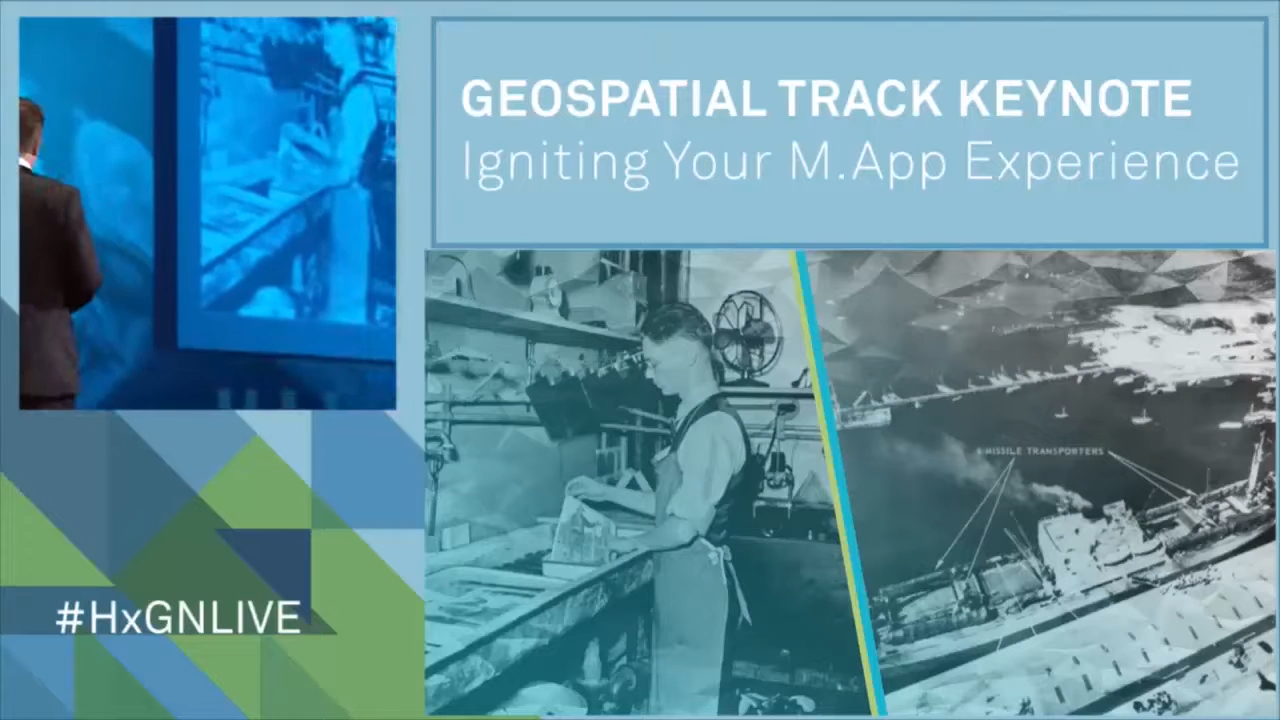 GEOSPATIAL TRACK KEYNOTE
Igniting Your M.App Experience
MISSILE TRANSPORTERS
#HxGNLIVE